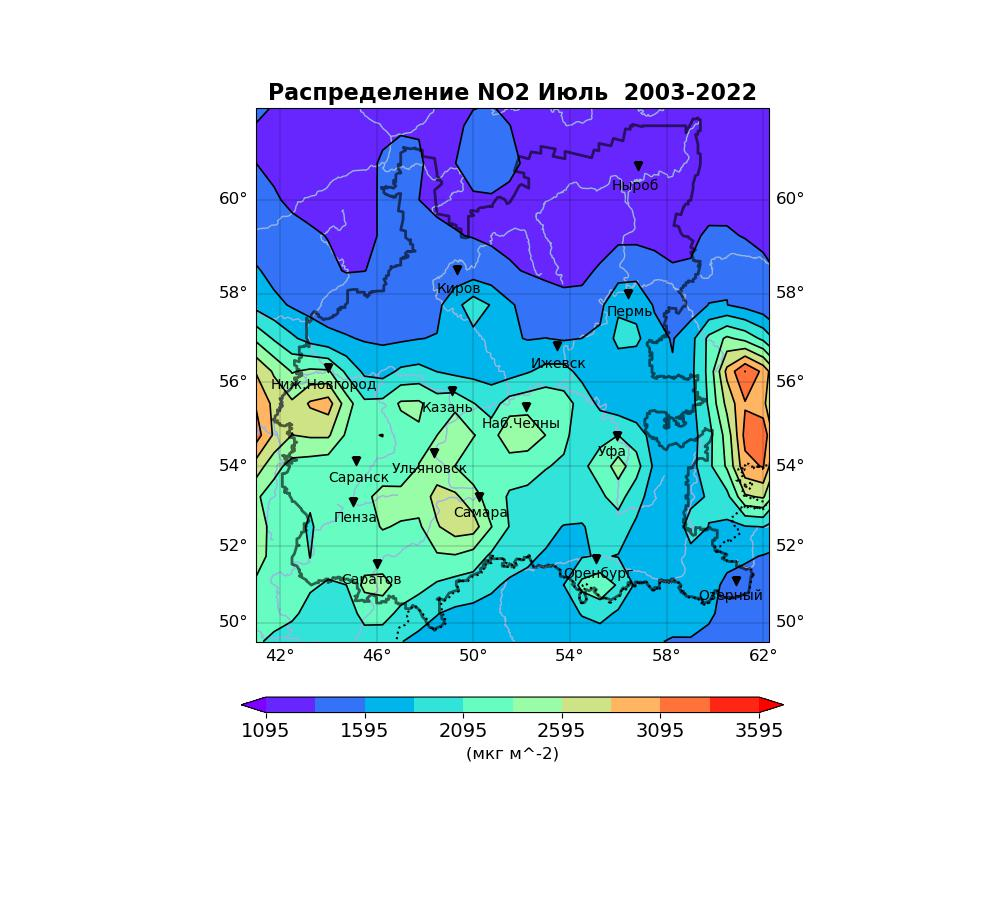 Распределение NO2 Июль  2003-2022
Ныроб
60° 60°
Киров
58° 58°
Пермь
Ижевск
56° 56°
Ниж.Новгород
Казань
Наб.Челны
Уфа
54° 54°
Ульяновск
Саранск
Самара
Пенза
52° 52°
Оренбург
Саратов
Озерный
50° 50°
42° 46° 50° 54° 58° 62°
1095 1595 2095 2595 3095 3595
(мкг м^-2)